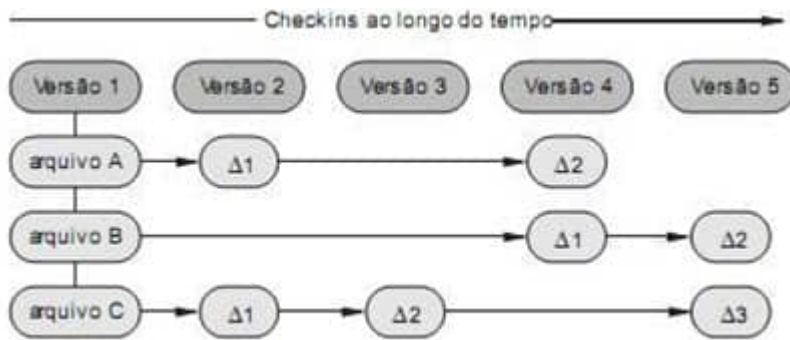 Checkins ao longo do tempo
Versão 1 Versão 2 Versão 3 Versão 4 Versão 5
arquivo A Δ1 Δ2
arquivo B Δ1 Δ2
arquivo C Δ1 Δ2 Δ3